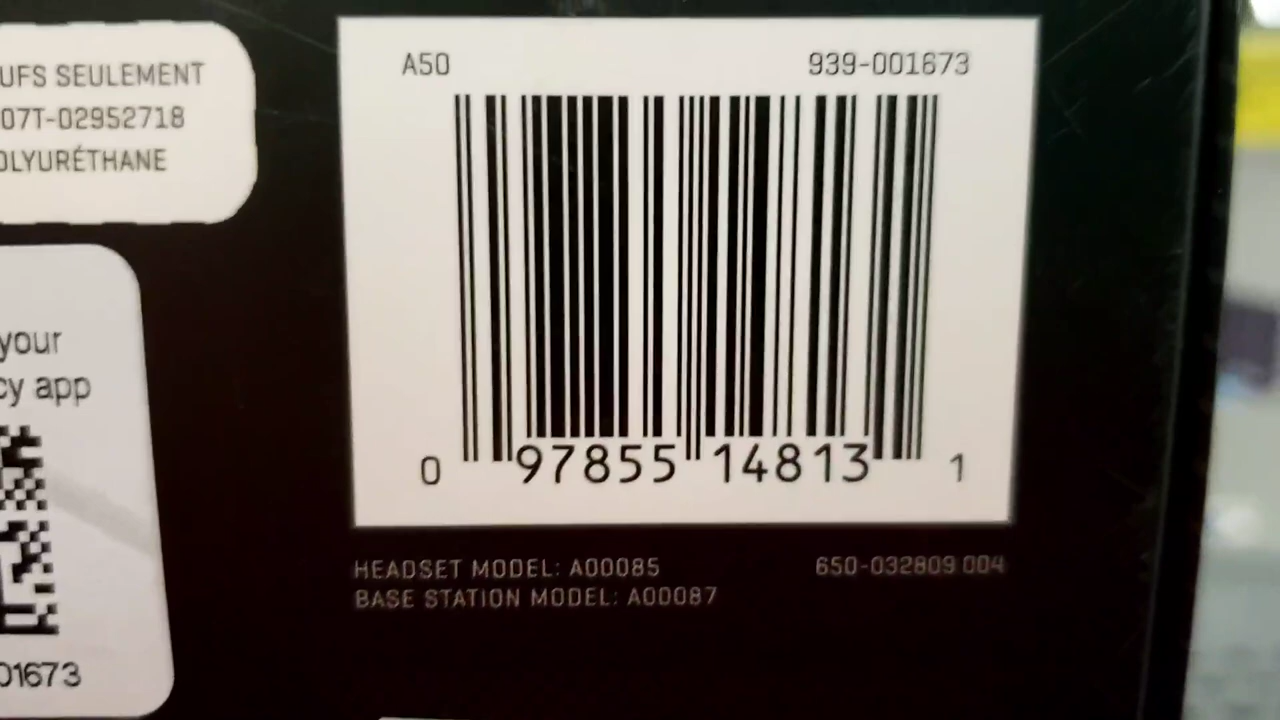 UFS SEULEMENT
07T-02952718
OLYURÉTHANE
your
cy app
01673
A50 939-001673
0 97855 14813 1
HEADSET MODEL: A00085 650-032809 004
BASE STATION MODEL: A00087